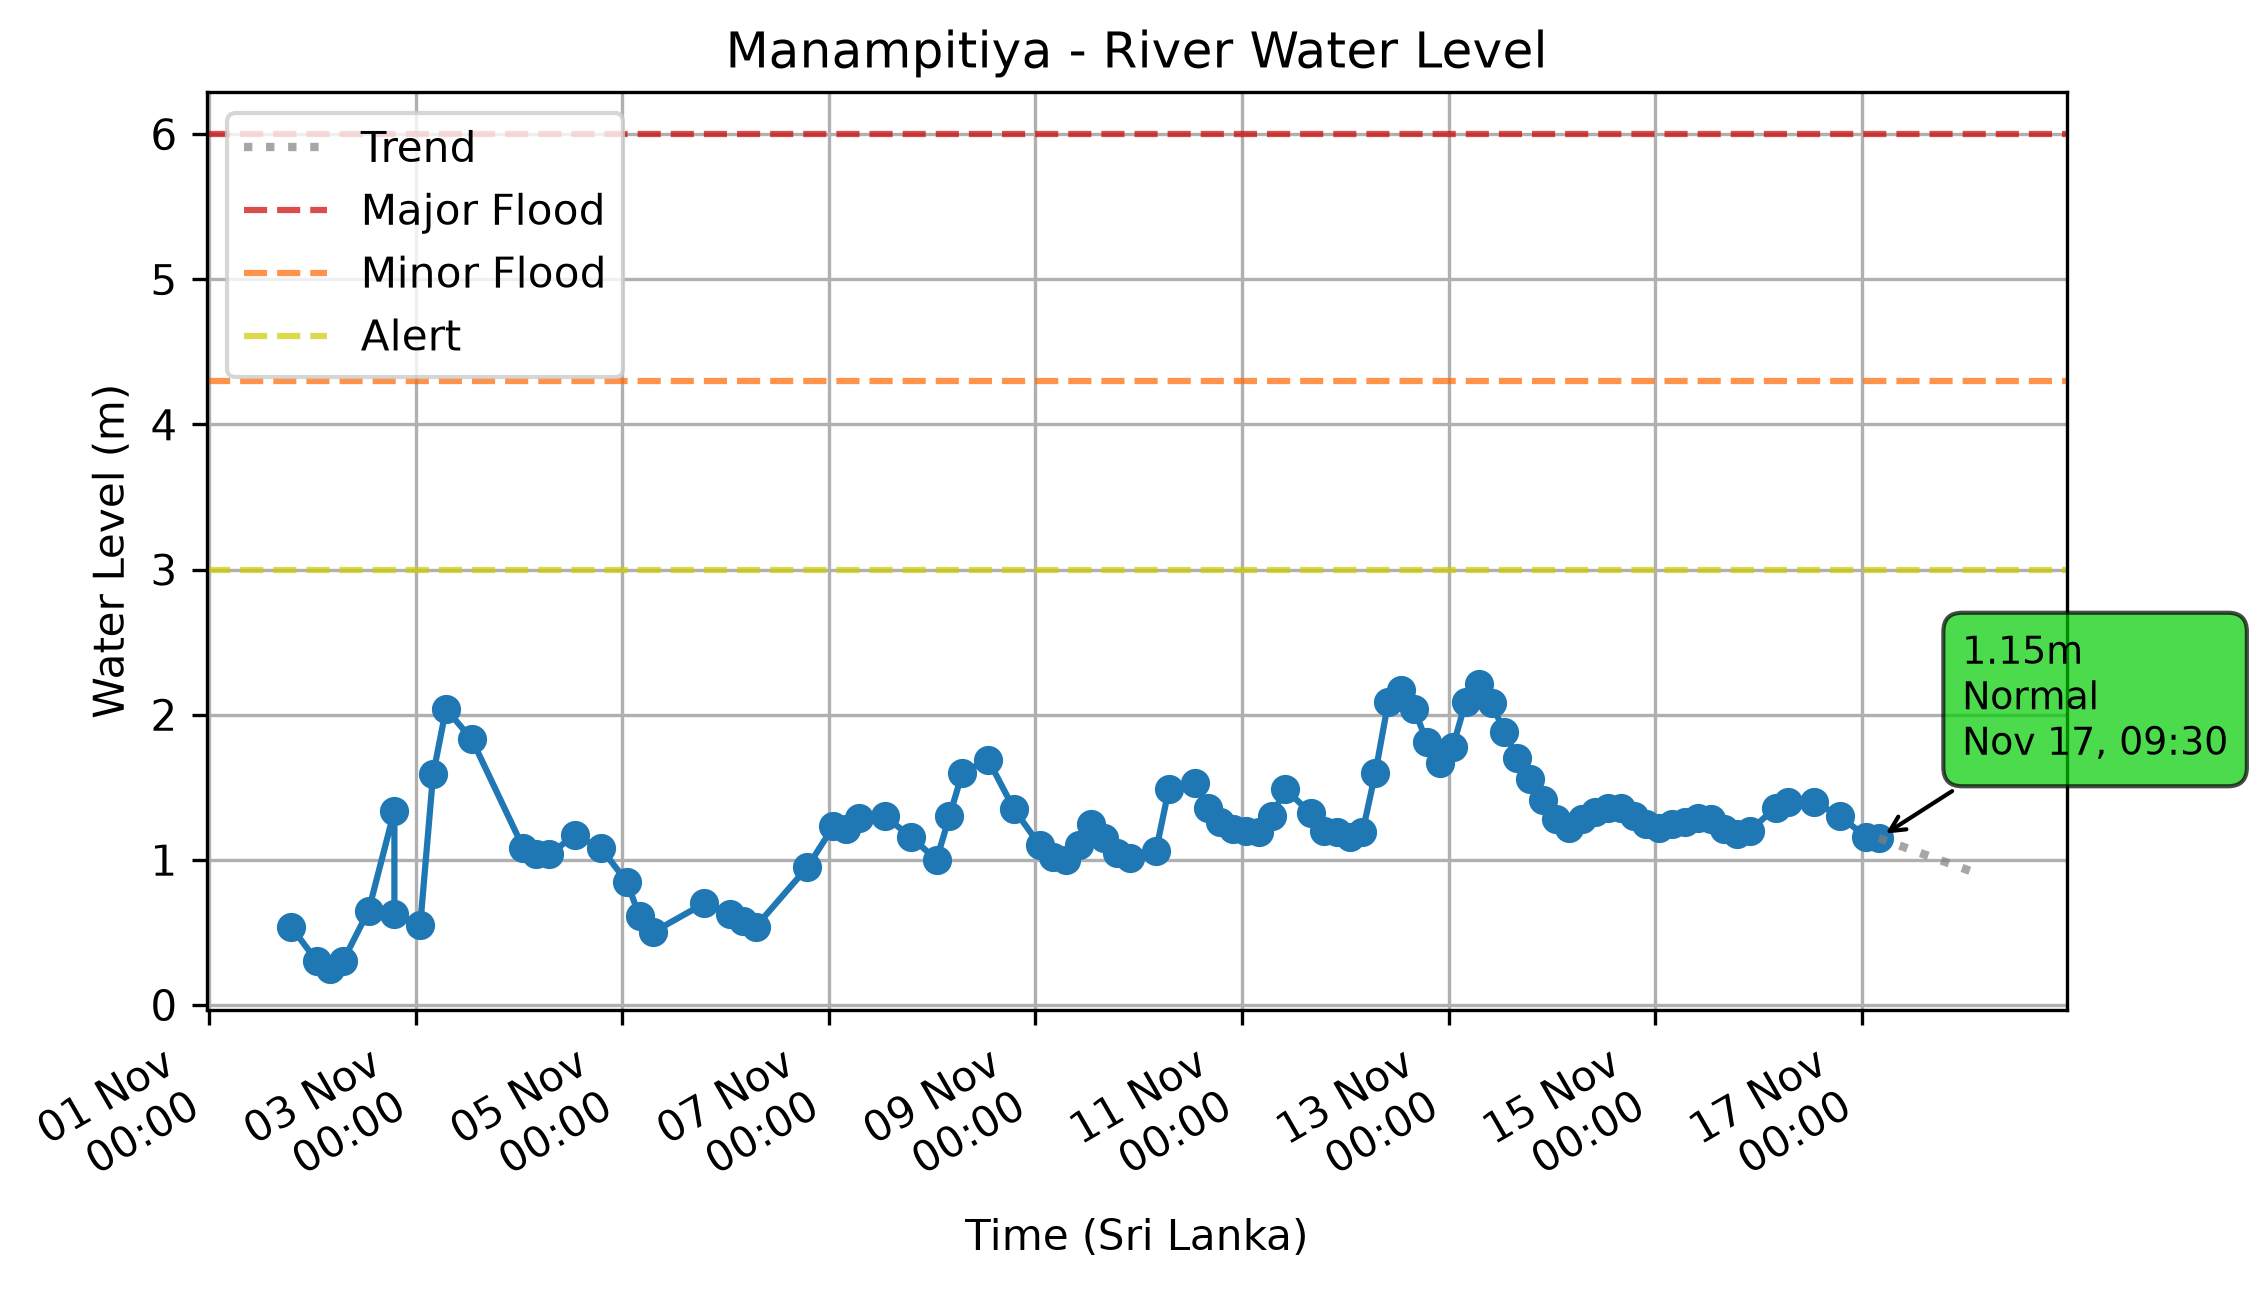 Manampitiya - River Water Level
Trend
Major Flood
Minor Flood
Alert
6
5
4
3
2
1
0
Water Level (m)
1.15m
Normal
Nov 17, 09:30
01 Nov
00:00
03 Nov
00:00
05 Nov
00:00
07 Nov
00:00
09 Nov
00:00
11 Nov
00:00
13 Nov
00:00
15 Nov
00:00
17 Nov
00:00
Time (Sri Lanka)